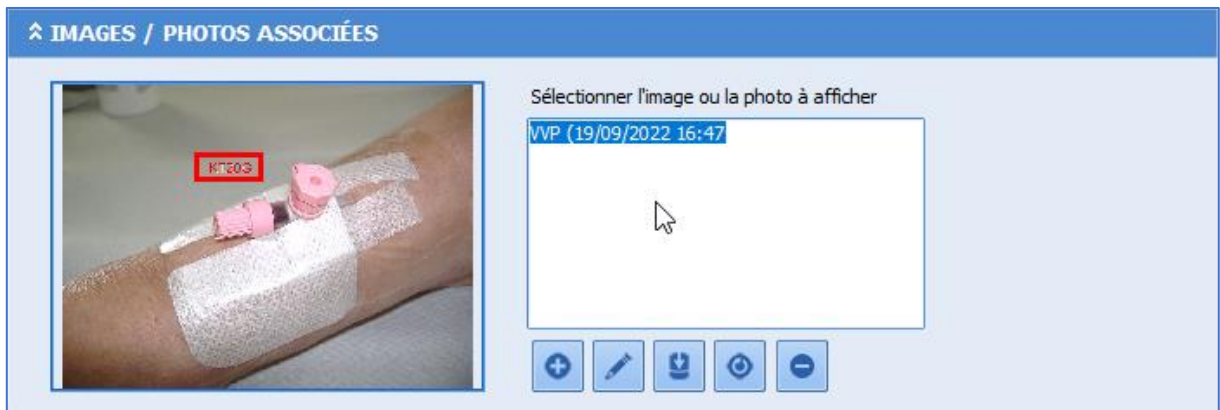 IMAGES / PHOTOS ASSOCIÉES
Sélectionner l'image ou la photo à afficher
VVP (19/09/2022 16:47